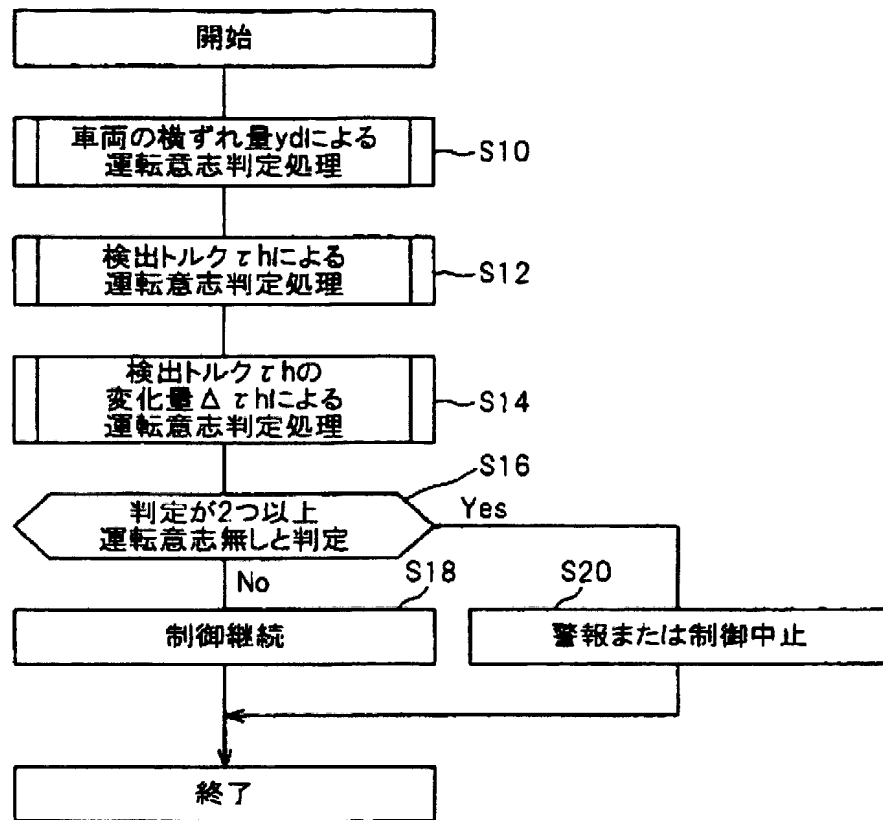 開始
車両の横ずれ量ydによる
運転意志判定処理
S10
検出トルクτhによる
運転意志判定処理
S12
検出トルクτhの
変化量Δτhによる
運転意志判定処理
S14
S16
判定が2つ以上
運転意志無しと判定
Yes
No
S18
制御継続
S20
警報または制御中止
終了